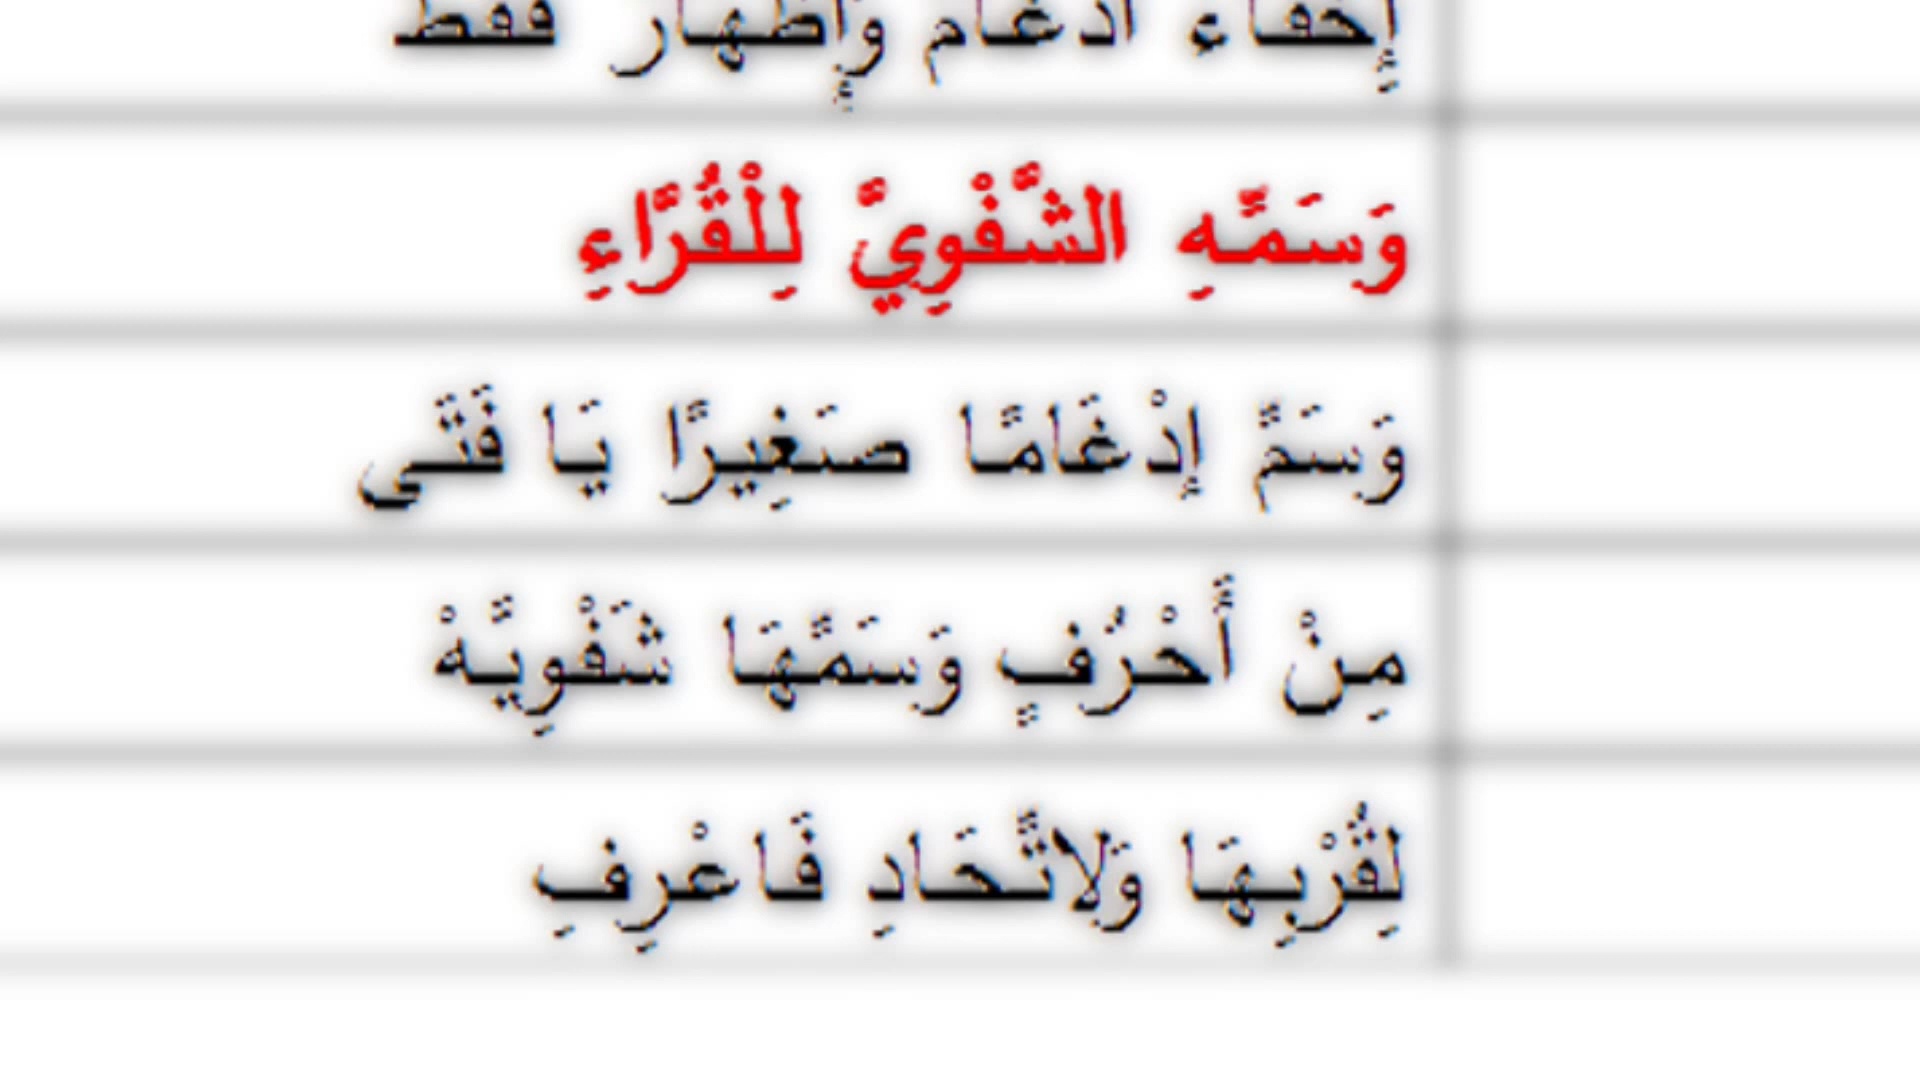 إخفاء ادغام وإظهار فقط
وَسَمِّهِ الشَّفْوِيَّ لِلْقُرَّاءِ
وَسَمِّ إِدْغَامًا صَغِيرًا يَا فَتَى
مِنْ أَحْرُفٍ وَسَمِّهَا شَفْوِيَّهْ
لِقُرْبِهَا وَلِاتِّحَادِ فَاعْرِفِ